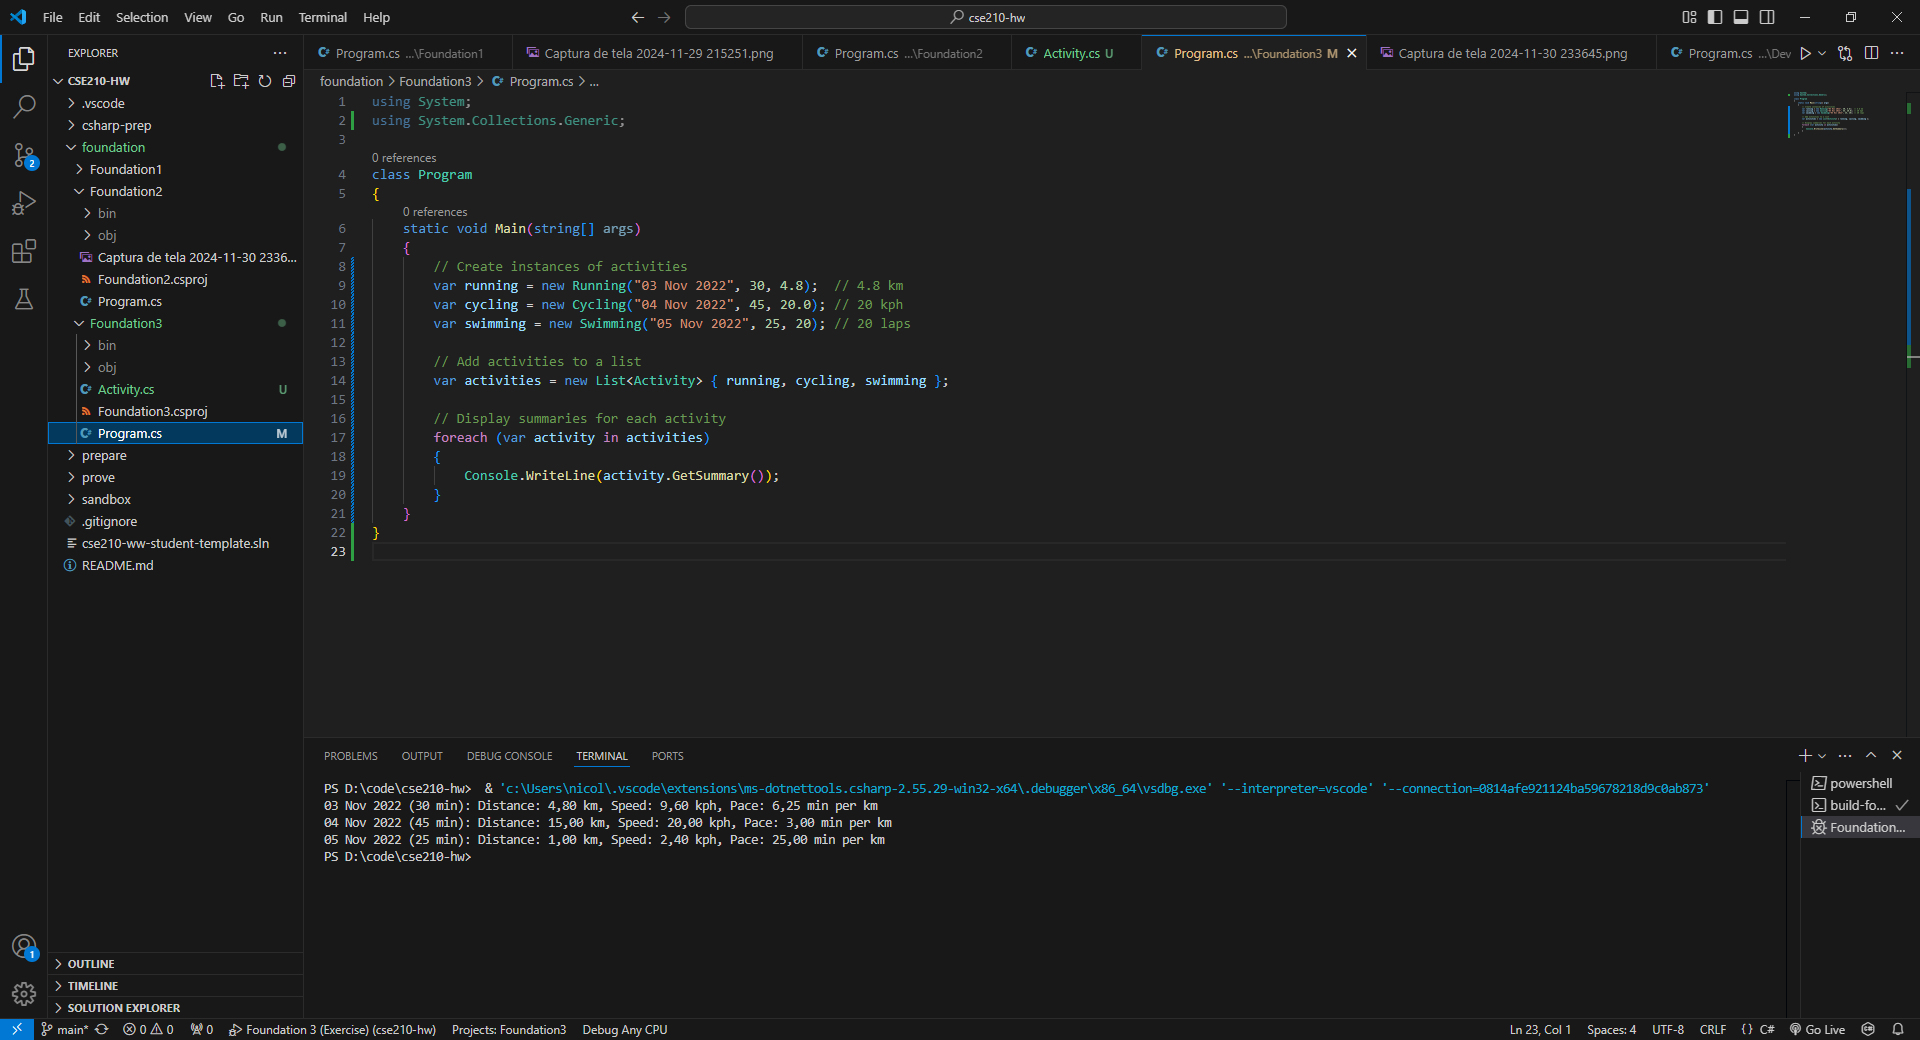 File Edit Selection View Go Run Terminal Help
cse210-hw
EXPLORER
Program.cs ...\Foundation1
Captura de tela 2024-11-29 215251.png
Program.cs ...\Foundation2
Activity.cs U
Program.cs ...\Foundation3 M
Captura de tela 2024-11-30 233645.png
Program.cs ...\Dev
CSE210-HW
.vscode
csharp-prep
foundation
Foundation1
Foundation2
bin
obj
Captura de tela 2024-11-30 2336...
Foundation2.csproj
Program.cs
Foundation3
bin
obj
Activity.cs U
Foundation3.csproj
Program.cs M
prepare
prove
sandbox
.gitignore
cse210-ww-student-template.sln
README.md
OUTLINE
TIMELINE
SOLUTION EXPLORER
2
1
foundation > Foundation3 > Program.cs > ...
1 using System;
2 using System.Collections.Generic;
3
0 references
4 class Program
5 {
0 references
6 static void Main(string[] args)
7 {
8 // Create instances of activities
9 var running = new Running("03 Nov 2022", 30, 4.8); // 4.8 km
10 var cycling = new Cycling("04 Nov 2022", 45, 20.0); // 20 kph
11 var swimming = new Swimming("05 Nov 2022", 25, 20); // 20 laps
12
13 // Add activities to a list
14 var activities = new List<Activity> { running, cycling, swimming };
15
16 // Display summaries for each activity
17 foreach (var activity in activities)
18 {
19 Console.WriteLine(activity.GetSummary());
20 }
21 }
22 }
23
PROBLEMS OUTPUT DEBUG CONSOLE TERMINAL PORTS
PS D:\code\cse210-hw> & 'c:\Users\nicol\.vscode\extensions\ms-dotnettools.csharp-2.55.29-win32-x64\.debugger\x86_64\vsdbg.exe' '--interpreter=vscode' '--connection=0814afe921124ba59678218d9c0ab873'
03 Nov 2022 (30 min): Distance: 4,80 km, Speed: 9,60 kph, Pace: 6,25 min per km
04 Nov 2022 (45 min): Distance: 15,00 km, Speed: 20,00 kph, Pace: 3,00 min per km
05 Nov 2022 (25 min): Distance: 1,00 km, Speed: 2,40 kph, Pace: 25,00 min per km
PS D:\code\cse210-hw>
powershell
build-fo...
Foundation...
main* 0 0 0 Foundation 3 (Exercise) (cse210-hw) Projects: Foundation3 Debug Any CPU
Ln 23, Col 1 Spaces: 4 UTF-8 CRLF {} C# Go Live